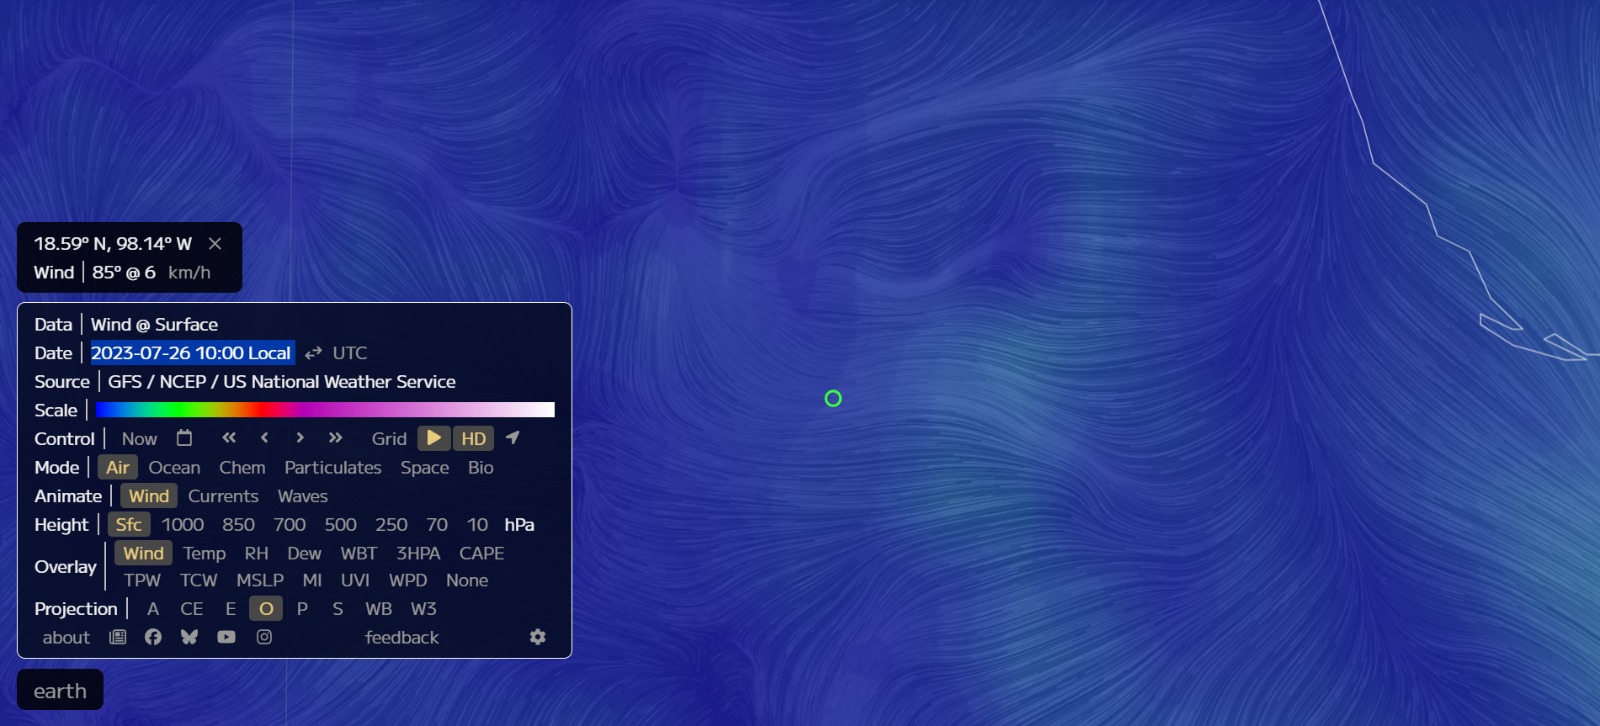 18.59° N, 98.14° W ×
Wind | 85° @ 6 km/h
Data | Wind @ Surface
Date | 2023-07-26 10:00 Local ⇄ UTC
Source | GFS / NCEP / US National Weather Service
Scale |
Control | Now « ‹ › » Grid HD
Mode | Air Ocean Chem Particulates Space Bio
Animate | Wind Currents Waves
Height | Sfc 1000 850 700 500 250 70 10 hPa
Overlay | Wind Temp RH Dew WBT 3HPA CAPE
TPW TCW MSLP MI UVI WPD None
Projection | A CE E O P S WB W3
about feedback
earth